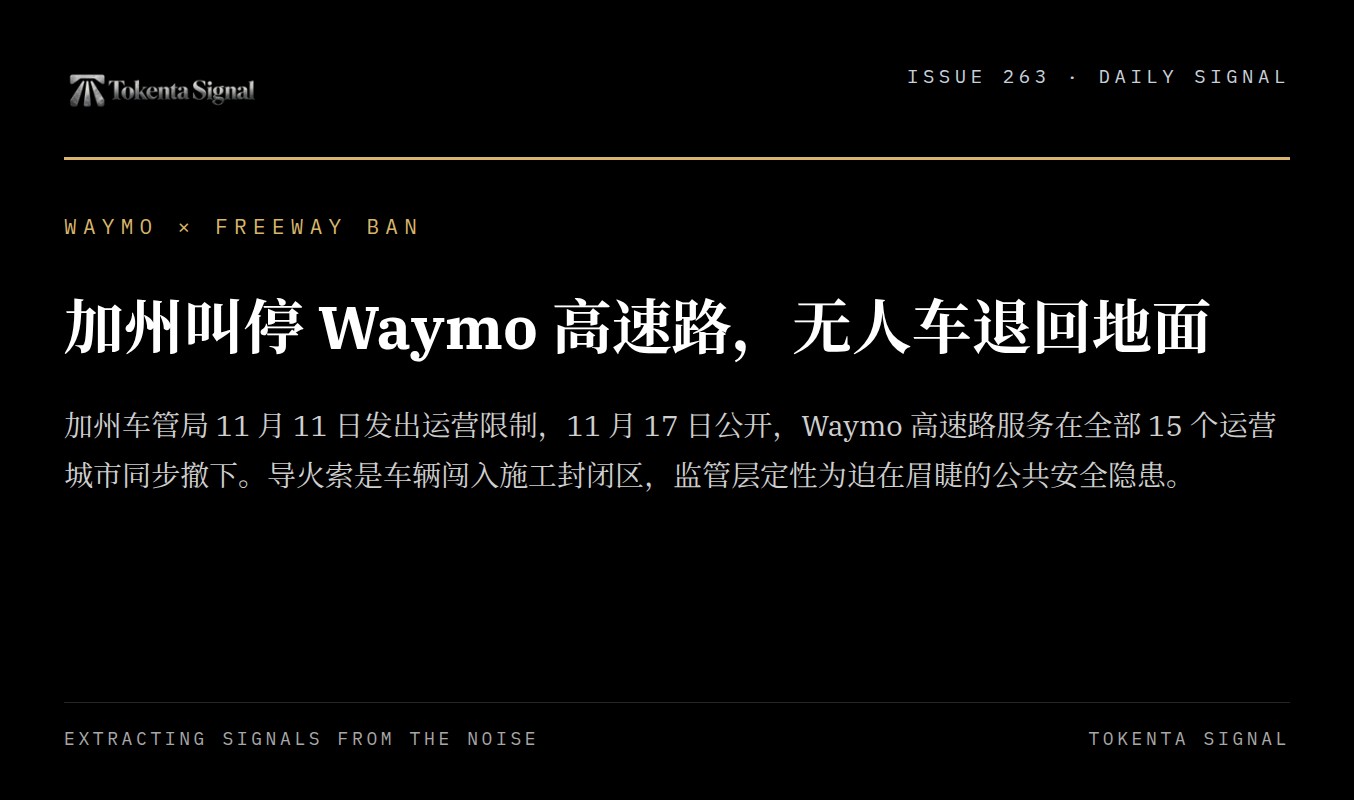 Tokenta Signal
ISSUE 263 · DAILY SIGNAL
WAYMO × FREEWAY BAN
加州叫停 Waymo 高速路，无人车退回地面
加州车管局 11 月 11 日发出运营限制，11 月 17 日公开，Waymo 高速路服务在全部 15 个运营
城市同步撤下。导火索是车辆闯入施工封闭区，监管层定性为迫在眉睫的公共安全隐患。
EXTRACTING SIGNALS FROM THE NOISE
TOKENTA SIGNAL